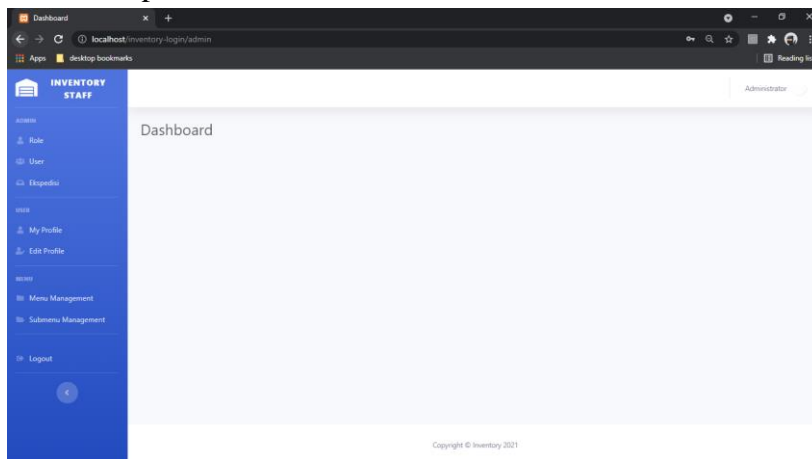 Dashboard
localhost/inventory-login/admin
Apps
desktop bookmarks
Reading lis
INVENTORY
STAFF
Administrator
ADMIN
Dashboard
Role
User
Ekspedisi
USER
My Profile
Edit Profile
MENU
Menu Management
Submenu Management
Logout
Copyright © Inventory 2021